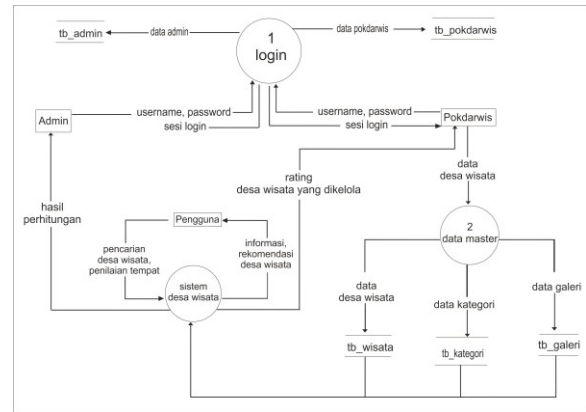 1
login
data admin
tb_admin
data pokdarwis
tb_pokdarwis
username, password
sesi login
Admin
username, password
sesi login
Pokdarwis
rating
desa wisata yang dikelola
data
desa wisata
hasil
perhitungan
Pengguna
pencarian
desa wisata,
penilaian tempat
informasi,
rekomendasi
desa wisata
sistem
desa wisata
2
data master
data
desa wisata
data kategori
data galeri
tb_wisata
tb_kategori
tb_galeri